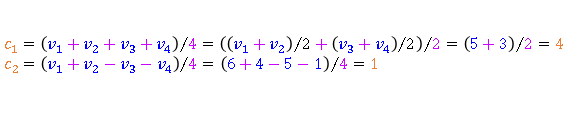 c₁ = (v₁ + v₂ + v₃ + v₄)/4 = ((v₁ + v₂)/2 + (v₃ + v₄)/2)/2 = (5 + 3)/2 = 4
c₂ = (v₁ + v₂ − v₃ − v₄)/4 = (6 + 4 − 5 − 1)/4 = 1